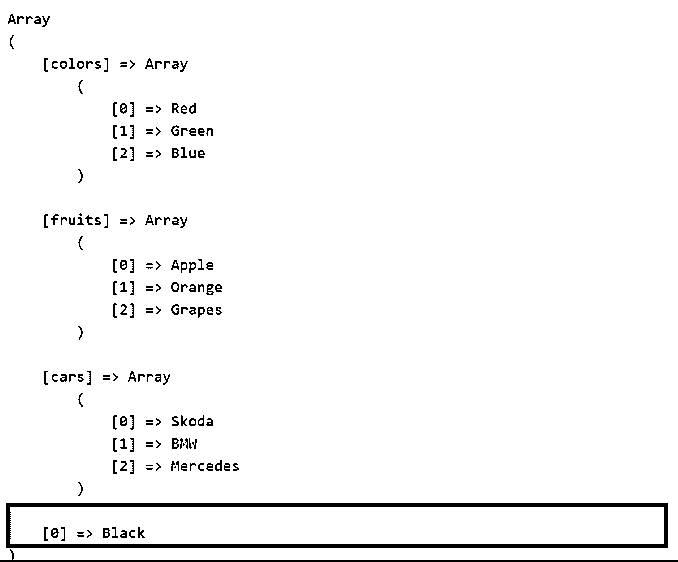 Array
(
    [colors] => Array
        (
            [0] => Red
            [1] => Green
            [2] => Blue
        )

    [fruits] => Array
        (
            [0] => Apple
            [1] => Orange
            [2] => Grapes
        )

    [cars] => Array
        (
            [0] => Skoda
            [1] => BMW
            [2] => Mercedes
        )

    [0] => Black
)